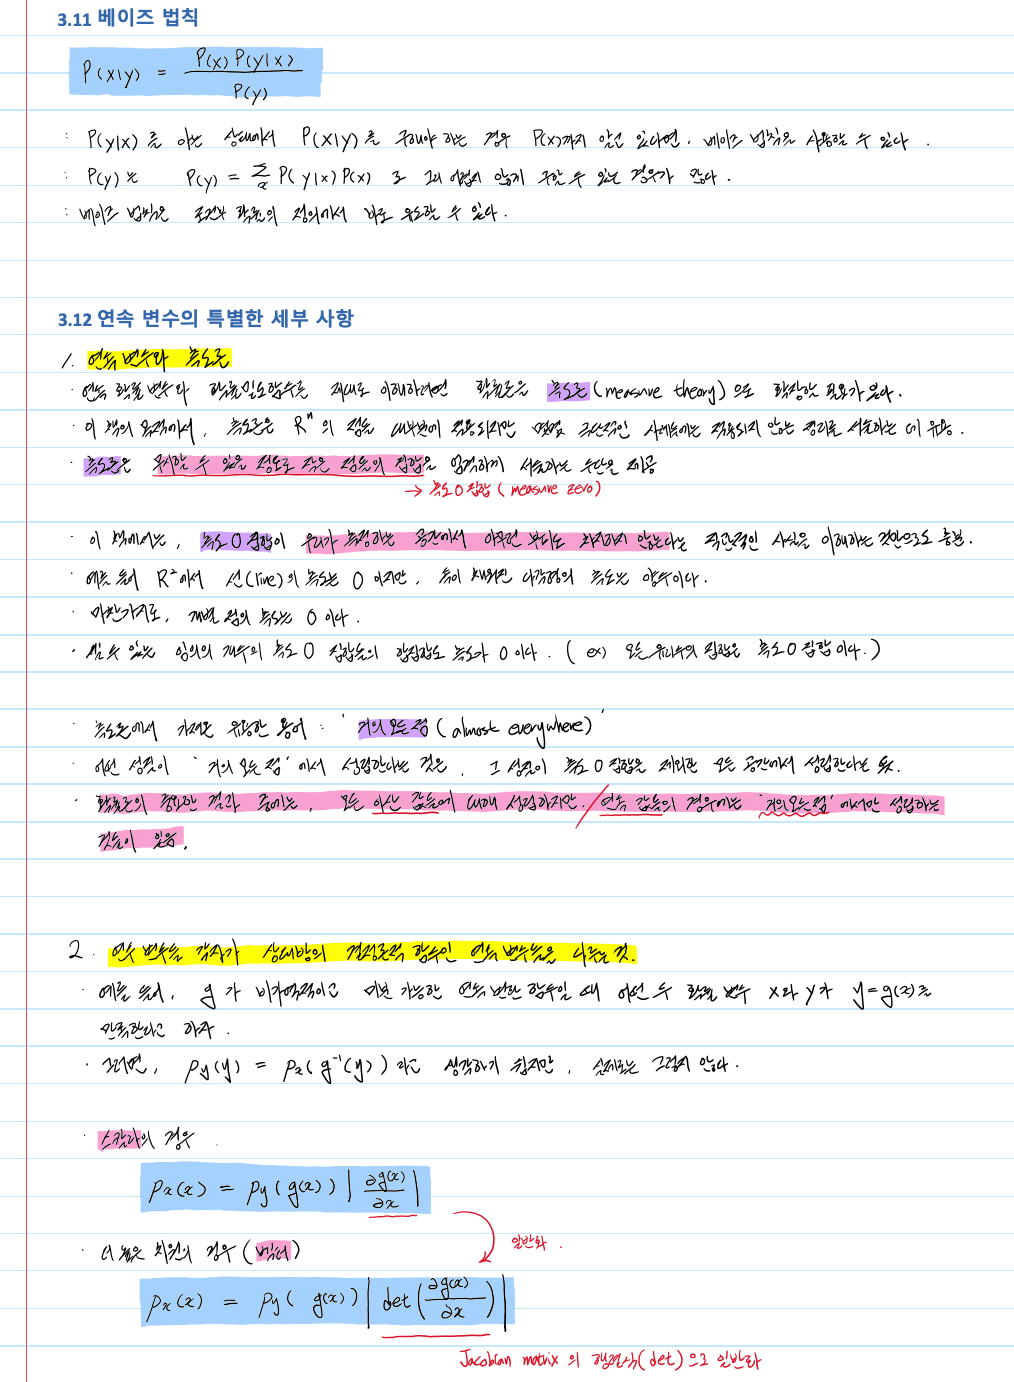 3.11 베이즈 법칙
P(x|y) = P(x) P(y|x) / P(y)
: P(y|x) 를 아는 상태에서 P(x|y) 를 구해야 하는 경우 P(x)까지 알고 있다면, 베이즈 법칙을 사용할 수 있다.
: P(y) 는 P(y) = Σx P(y|x) P(x) 로 그리 어렵지 않게 구할 수 있는 경우가 많다.
: 베이즈 법칙은 조건부 확률의 정의에서 바로 유도할 수 있다.
3.12 연속 변수의 특별한 세부 사항
1. 연속 변수와 측도론
· 연속 확률 변수와 확률밀도함수를 제대로 이해하려면 확률론을 측도론 (measure theory) 으로 확장할 필요가 있다.
· 이 책의 목적에서, 측도론은 Rⁿ 의 점들 대부분에 적용되지만 몇몇 극단적인 사례들에는 적용되지 않는 정리를 서술하는 데 유용.
· 측도론은 무시할 수 있을 정도로 작은 점들의 집합을 엄격하게 서술하는 수단을 제공
→ 측도 0 집합 ( measure zero )
· 이 책에서는, 측도 0 집합이 우리가 측정하는 공간에서 아무런 부피도 차지하지 않는다는 직관적인 사실을 이해하는 것만으로도 충분.
· 예를 들어 R²에서 선(line)의 측도는 0 이지만, 속이 채워진 다각형의 측도는 양수이다.
· 마찬가지로, 개별 점의 측도는 0 이다.
· 셀 수 있는 임의의 개수의 측도 0 집합들의 합집합도 측도가 0 이다. ( ex) 모든 유리수의 집합은 측도 0 집합이다. )
· 측도론에서 가져온 유용한 용어 : ' 거의 모든 점 ( almost everywhere) '
· 어떤 성질이 ' 거의 모든 점 ' 에서 성립한다는 것은, 그 성질이 측도 0 집합을 제외한 모든 공간에서 성립한다는 뜻.
· 확률론의 중요한 결과 중에는, 모든 이산 값들에 대해 성립하지만, / 연속 값들의 경우에는 '거의 모든 점' 에서만 성립하는
것들이 있음.
2. 연속 변수들 각자가 상대방의 결정론적 함수인 연속 변수들을 다루는 것.
· 예를 들어, g 가 비가역적이고 미분 가능한 연속 변환 함수일 때 어떤 두 확률 변수 x와 y가 y = g(x)를
만족한다고 하자.
· 그러면, py(y) = px( g⁻¹(y) ) 라고 생각하기 쉽지만, 실제로는 그렇지 않다.
· 스칼라의 경우
px(x) = py( g(x) ) | ∂g(x) / ∂x |
일반화.
· 더 높은 차원의 경우 ( 벡터 )
px(x) = py( g(x) ) | det ( ∂g(x) / ∂x ) |
Jacobian matrix 의 행렬식(det) 으로 일반화